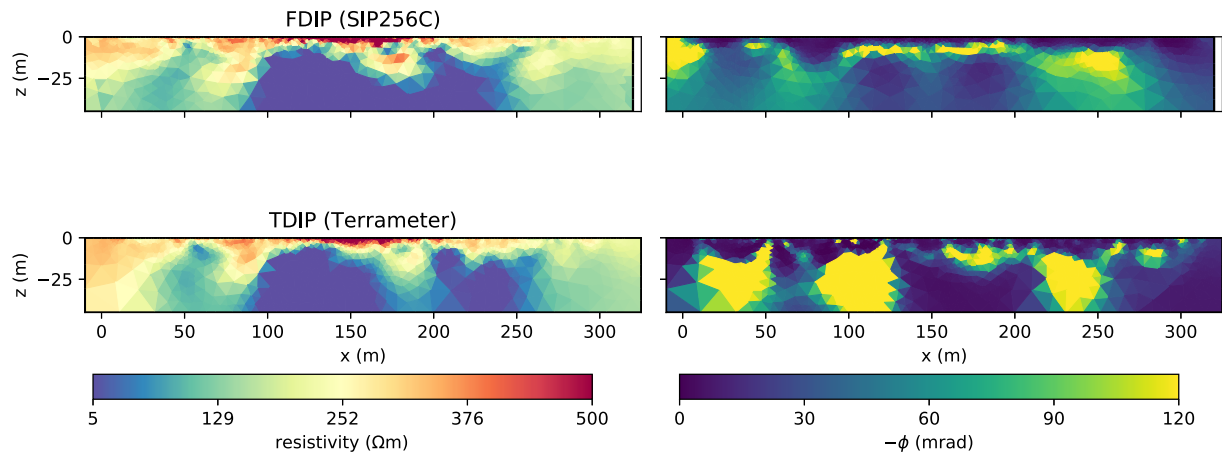 FDIP (SIP256C)
z (m)
0
−25
TDIP (Terrameter)
z (m)
0
−25
0 50 100 150 200 250 300
0 50 100 150 200 250 300
x (m)
x (m)
5 129 252 376 500
0 30 60 90 120
resistivity (Ωm)
−ϕ (mrad)